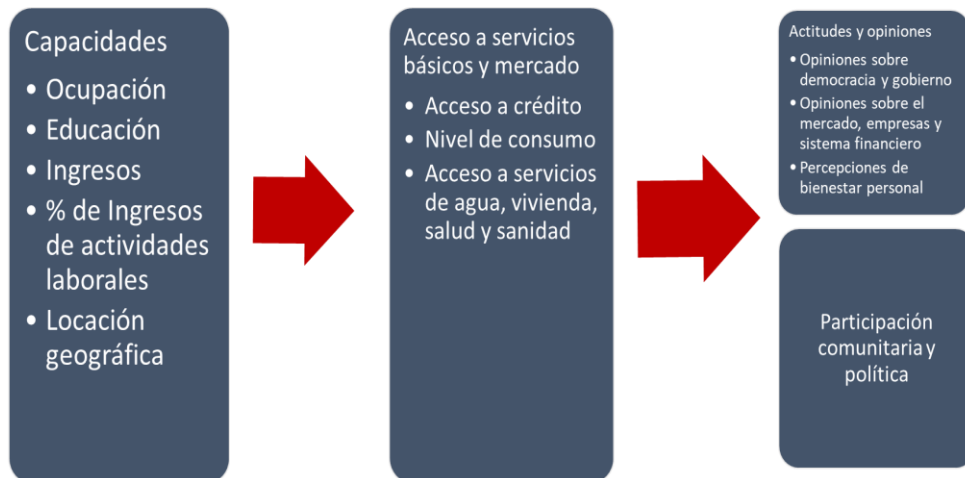 Capacidades
• Ocupación
• Educación
• Ingresos
• % de Ingresos
de actividades
laborales
• Locación
geográfica
Acceso a servicios
básicos y mercado
• Acceso a crédito
• Nivel de consumo
• Acceso a servicios
de agua, vivienda,
salud y sanidad
Actitudes y opiniones
• Opiniones sobre
democracia y gobierno
• Opiniones sobre el
mercado, empresas y
sistema financiero
• Percepciones de
bienestar personal
Participación
comunitaria y
política